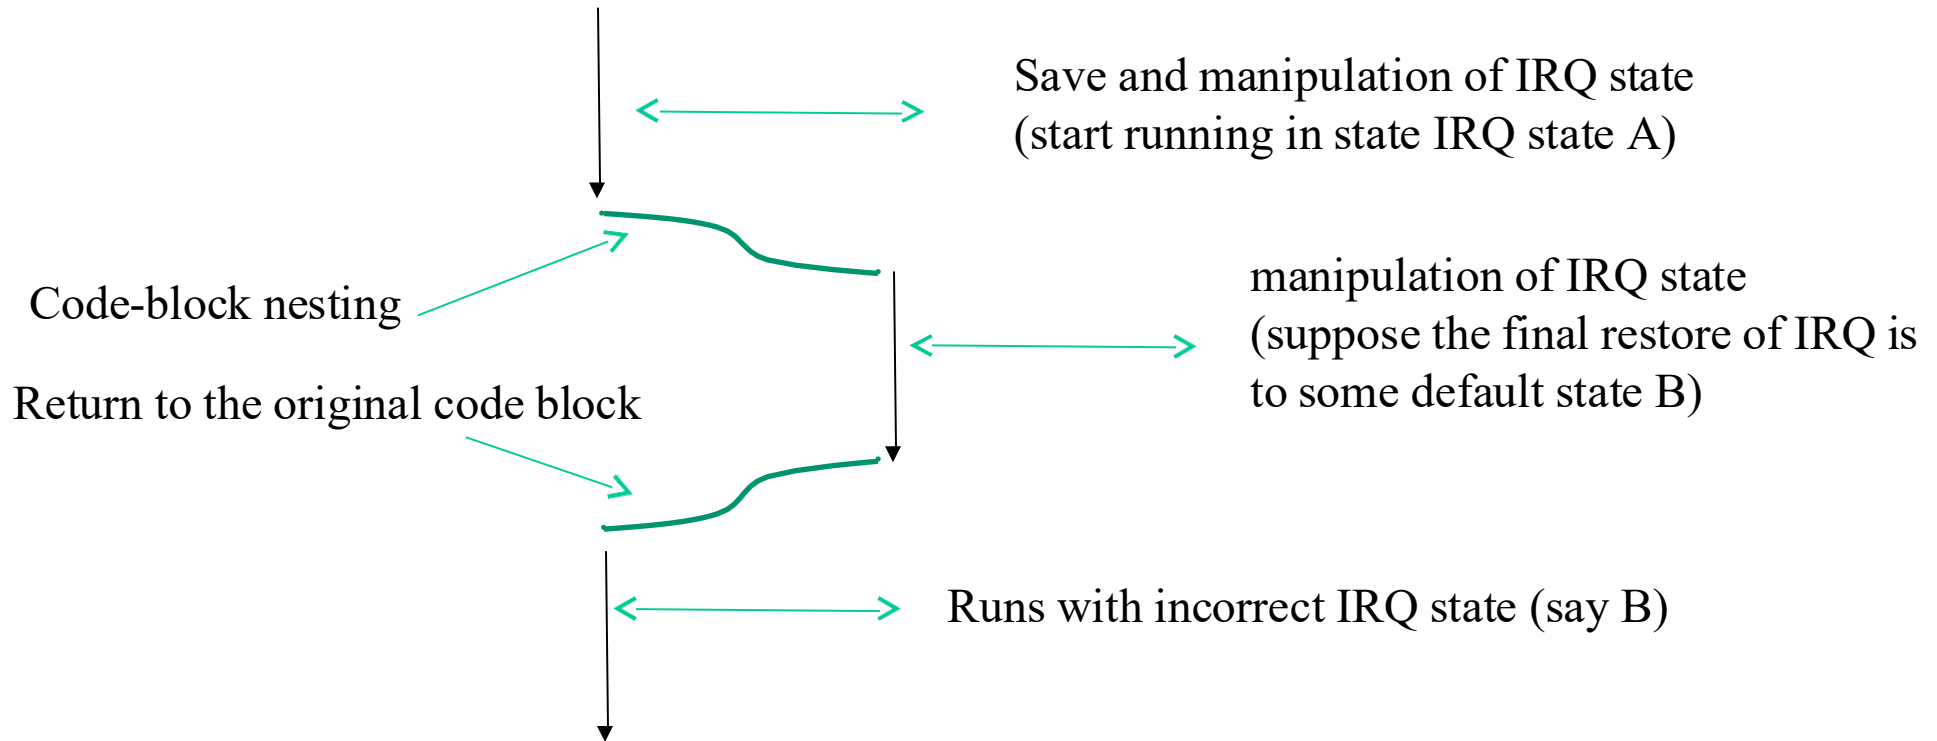 Save and manipulation of IRQ state
(start running in state IRQ state A)
Code-block nesting
manipulation of IRQ state
(suppose the final restore of IRQ is
to some default state B)
Return to the original code block
Runs with incorrect IRQ state (say B)